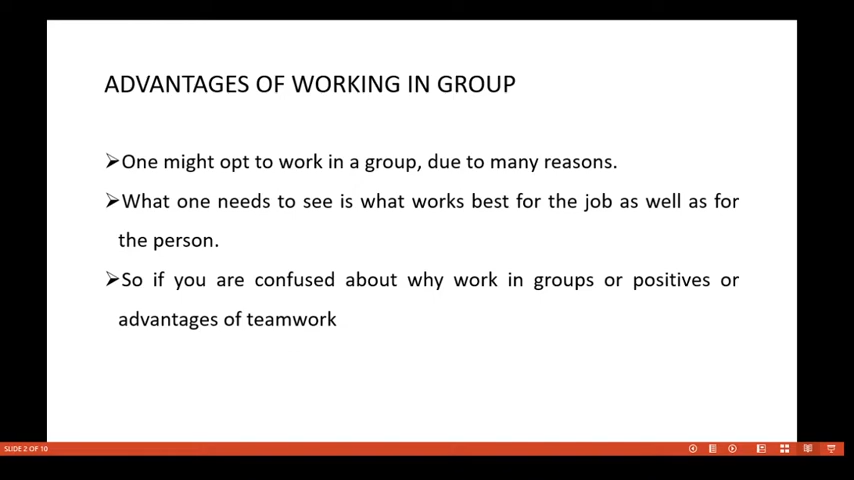 ADVANTAGES OF WORKING IN GROUP
➢One might opt to work in a group, due to many reasons.
➢What one needs to see is what works best for the job as well as for
the person.
➢So if you are confused about why work in groups or positives or
advantages of teamwork
SLIDE 2 OF 10